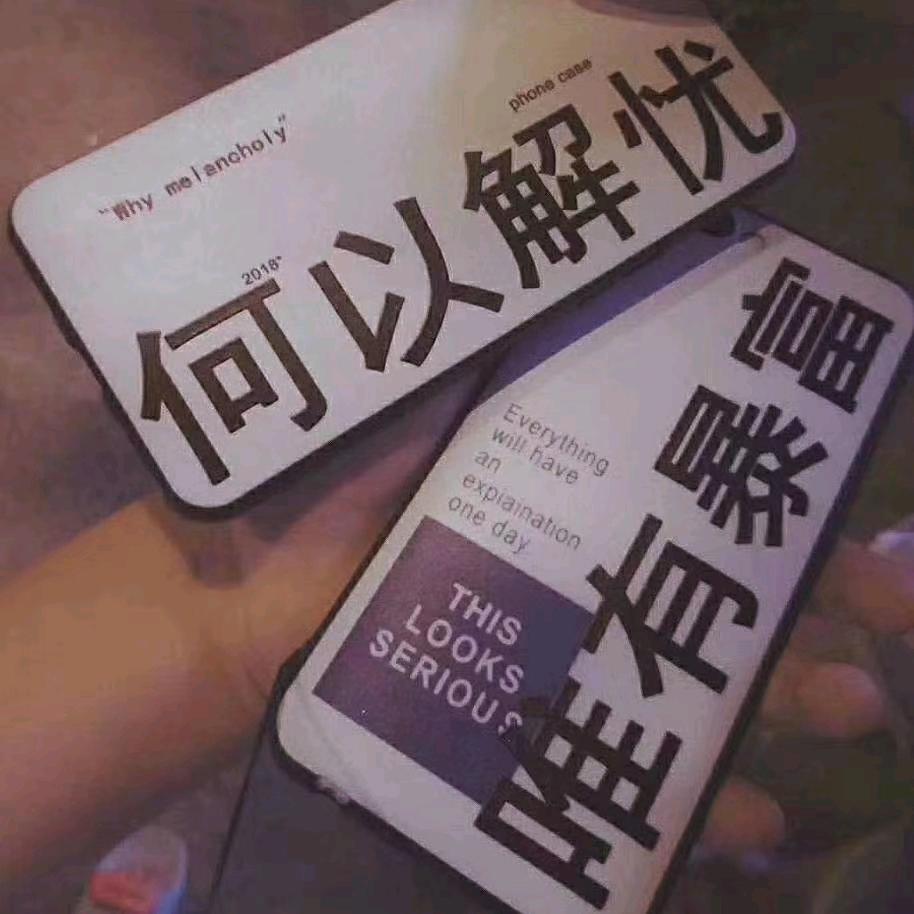 "Why melancholy"
phone case
2018"
何以解忧
Everything
will have
an
expiaination
one day
THIS
LOOKS
SERIOUS
唯有暴富